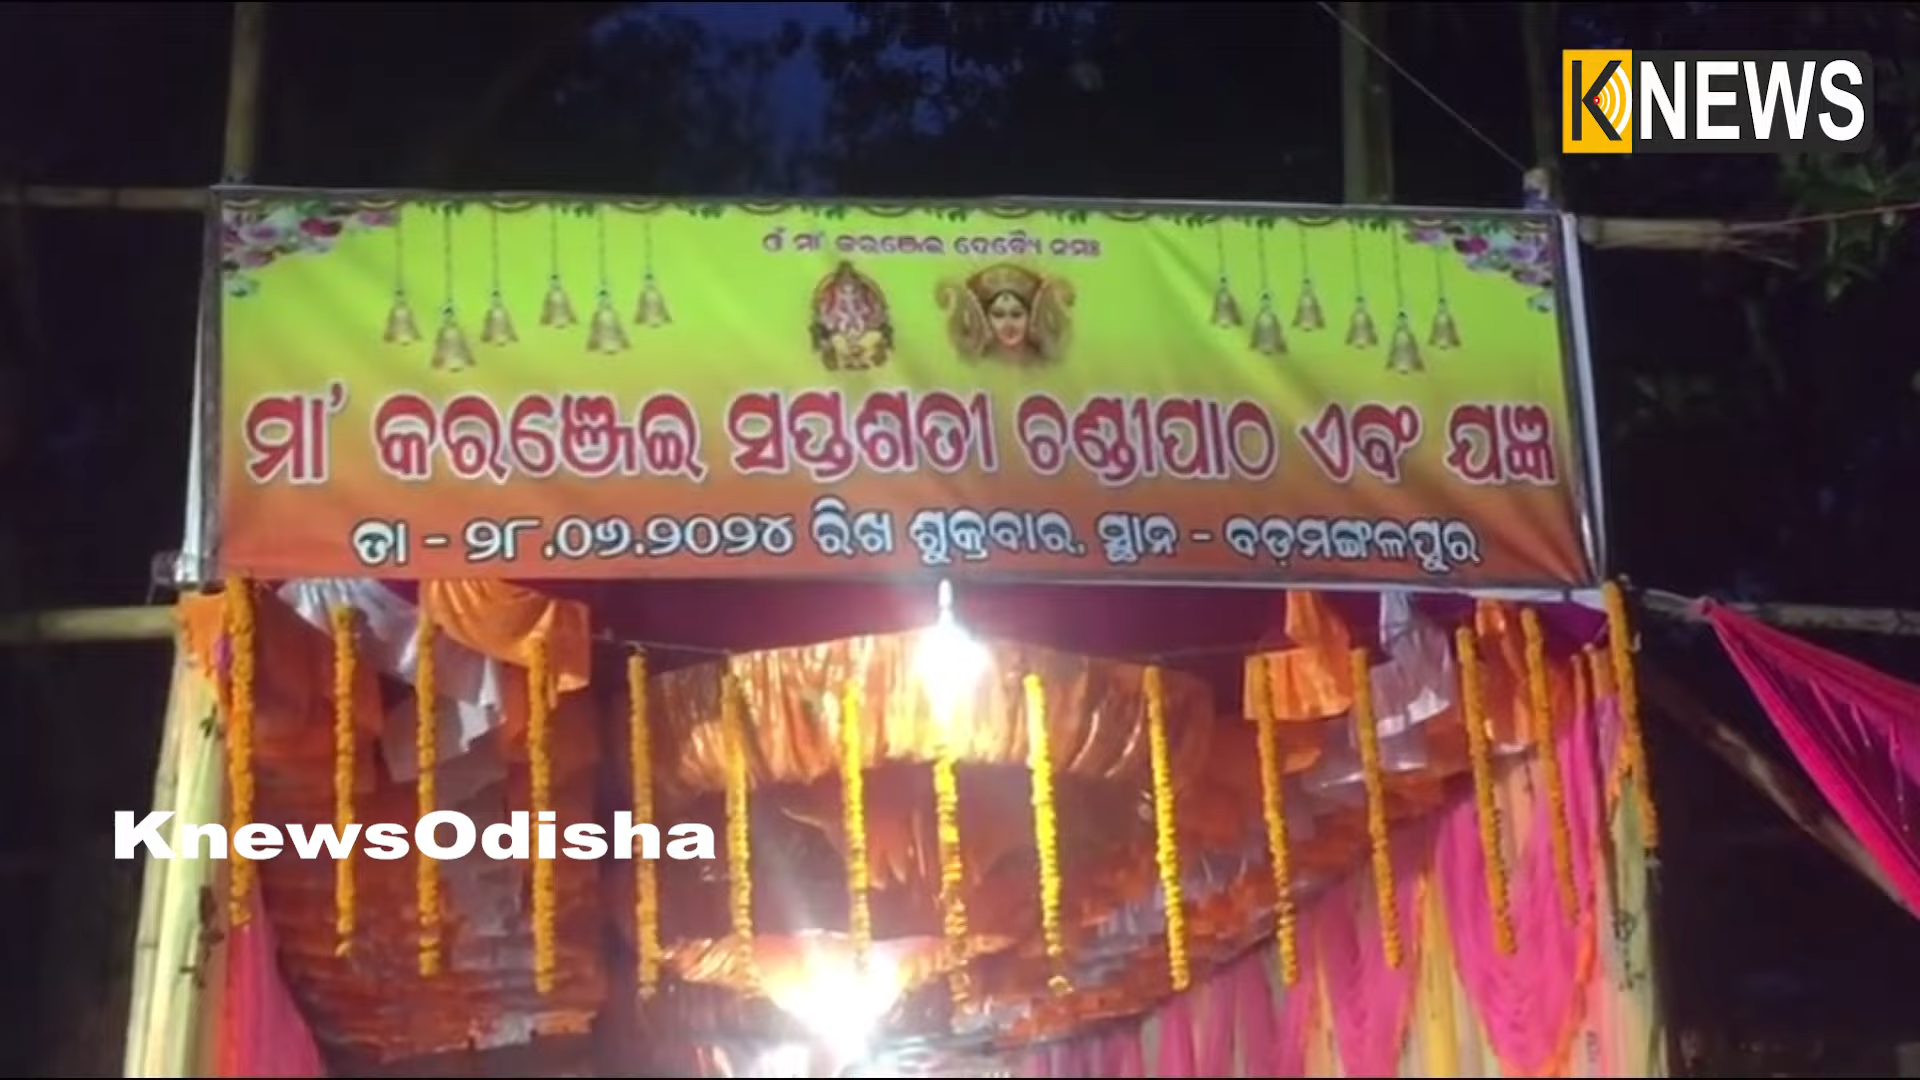 KNEWS
ଓଁ ମା' କରଞ୍ଜେଇ ଦେବ୍ୟୈ ନମଃ
ମା' କରଞ୍ଜେଇ ସପ୍ତଶତୀ ଚଣ୍ଡୀପାଠ ଏବଂ ଯଜ୍ଞ
ତା - ୨୮.୦୬.୨୦୨୪ ରିଖ ଶୁକ୍ରବାର, ସ୍ଥାନ - ବଡ଼ମଙ୍ଗଳପୁର
KnewsOdisha